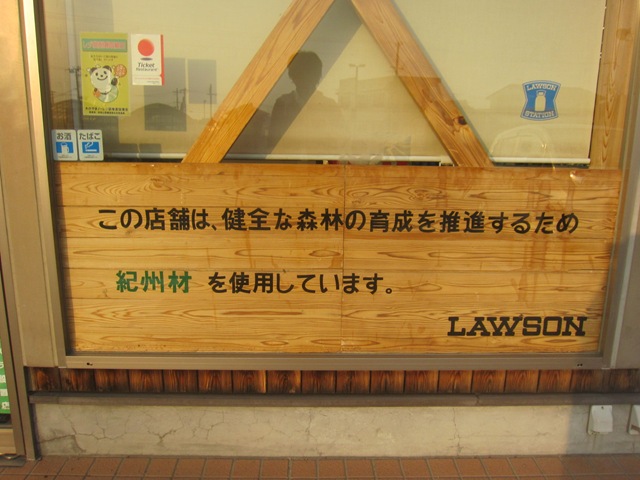 Ticket
Restaurant
LAWSON
STATION
お酒
たばこ
この店舗は、健全な森林の育成を推進するため
紀州材 を使用しています。
LAWSON